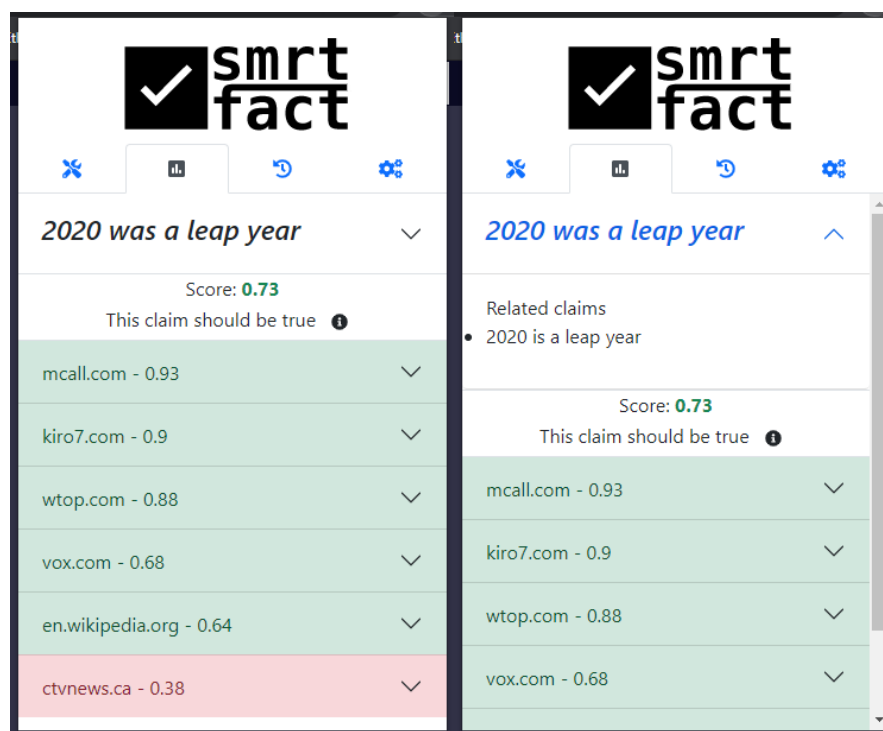 smrt
fact
2020 was a leap year
Score: 0.73
This claim should be true
mcall.com - 0.93
kiro7.com - 0.9
wtop.com - 0.88
vox.com - 0.68
en.wikipedia.org - 0.64
ctvnews.ca - 0.38
smrt
fact
2020 was a leap year
Related claims
• 2020 is a leap year
Score: 0.73
This claim should be true
mcall.com - 0.93
kiro7.com - 0.9
wtop.com - 0.88
vox.com - 0.68